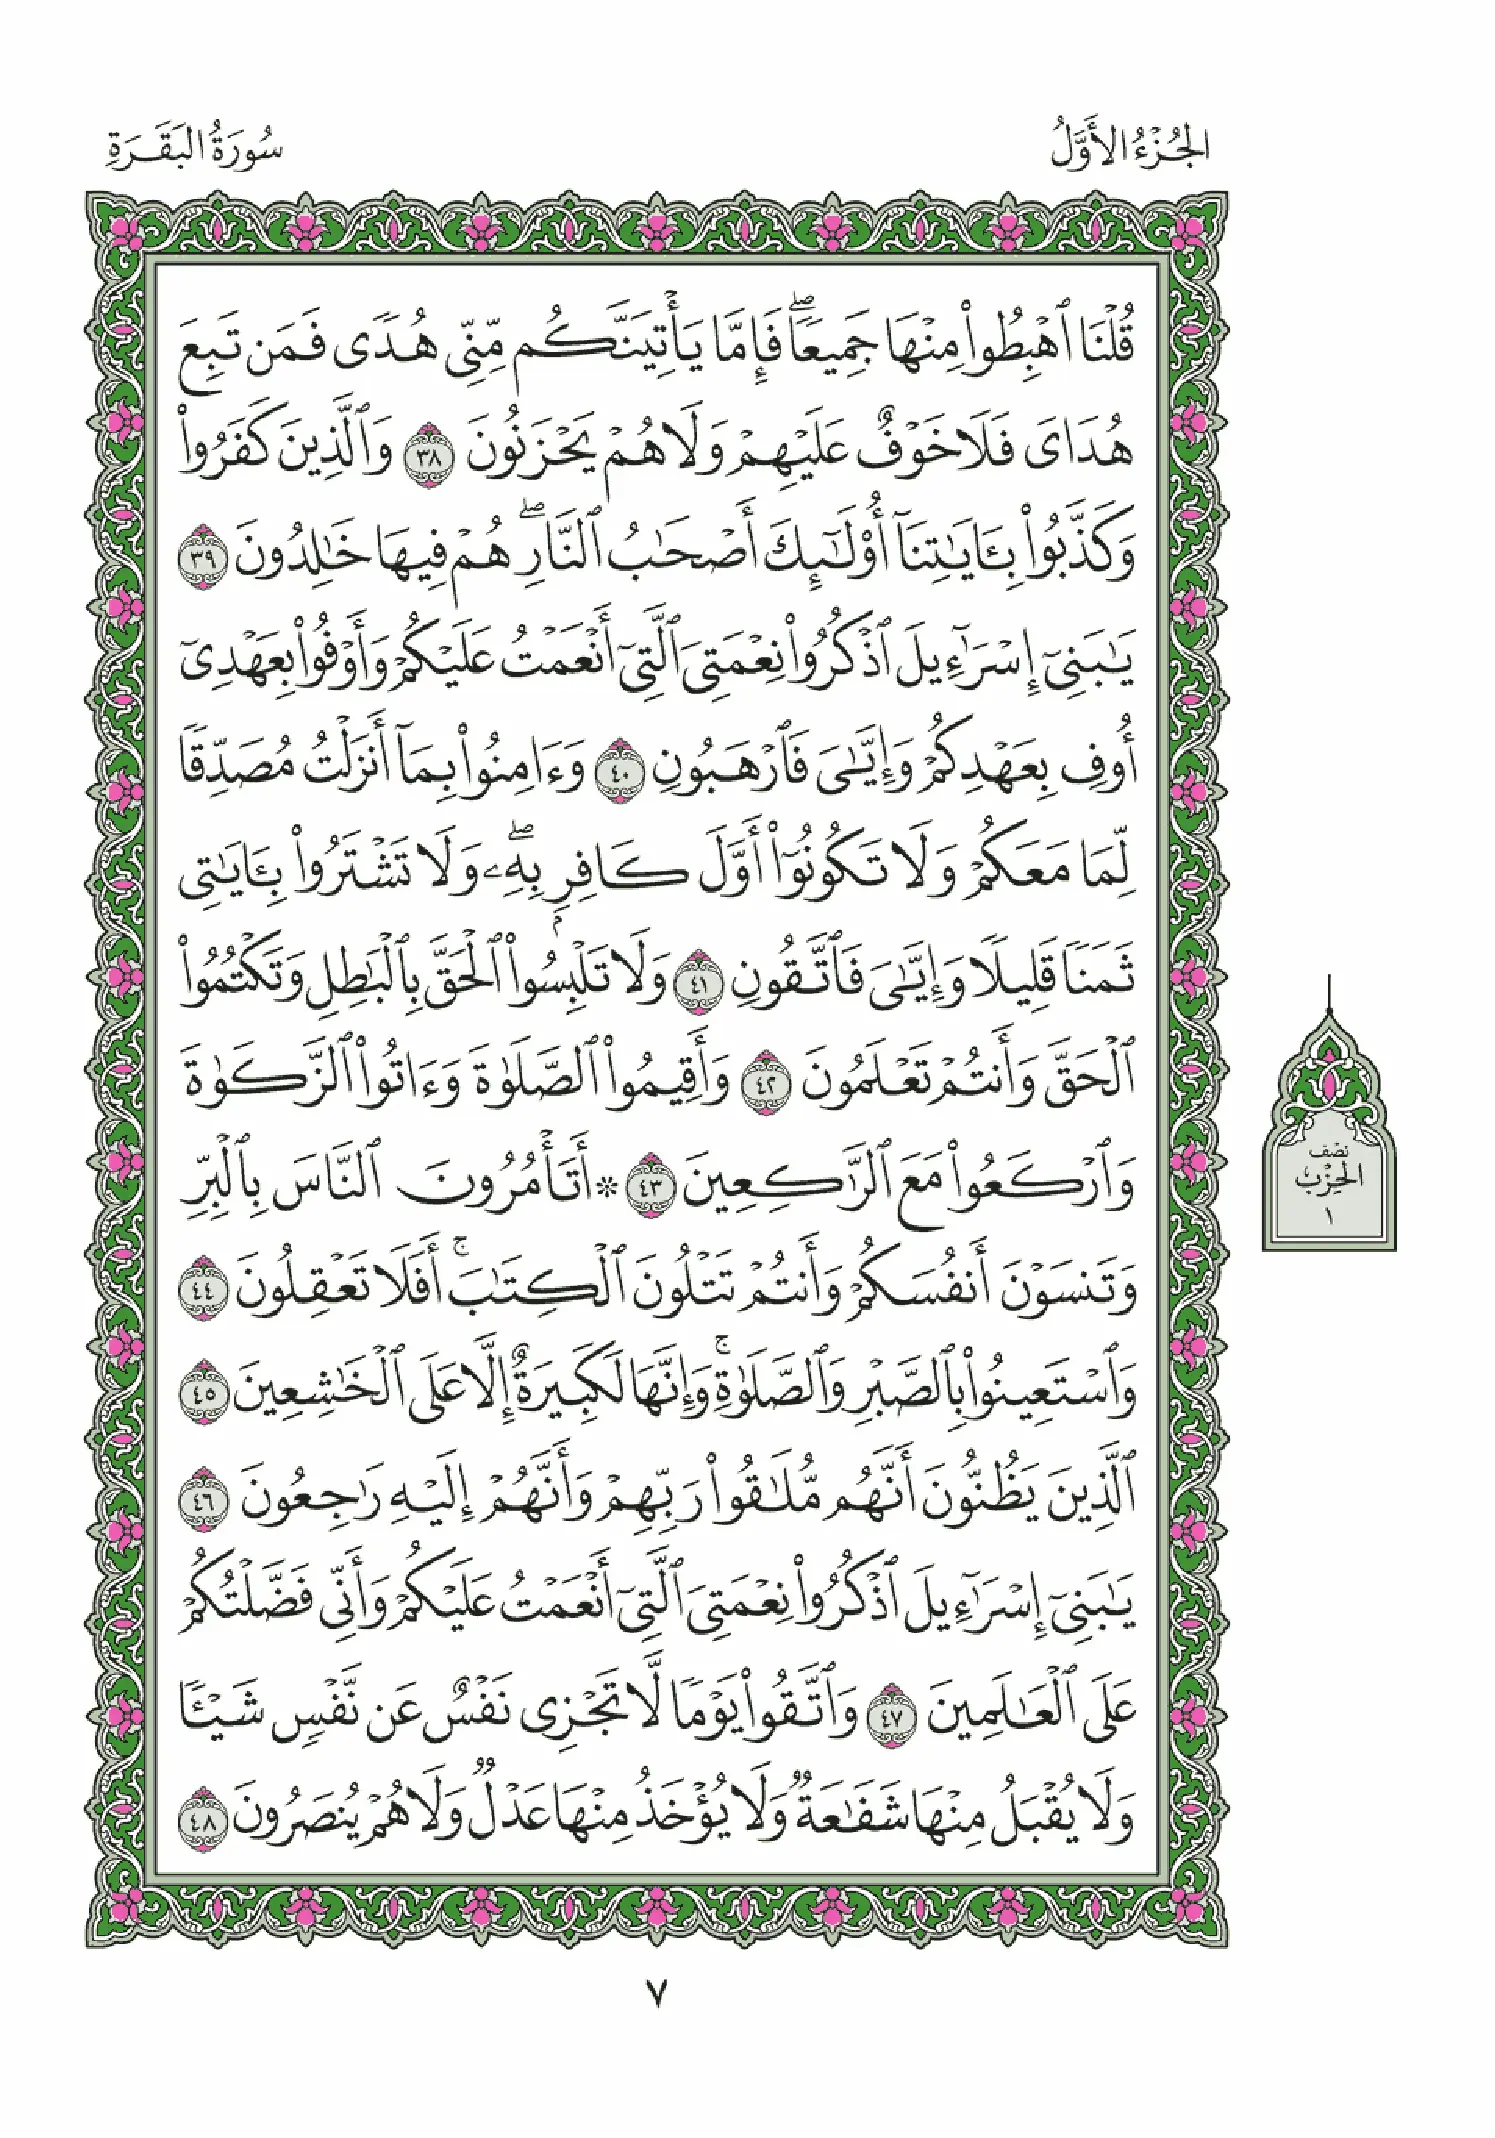 الجُزْءُ الأَوَّلُ
سُورَةُ البَقَرَةِ
قُلْنَا ٱهْبِطُوا۟ مِنْهَا جَمِيعًۭا ۖ فَإِمَّا يَأْتِيَنَّكُم مِّنِّى هُدًۭى فَمَن تَبِعَ
هُدَاىَ فَلَا خَوْفٌ عَلَيْهِمْ وَلَا هُمْ يَحْزَنُونَ ٣٨ وَٱلَّذِينَ كَفَرُوا۟
وَكَذَّبُوا۟ بِـَٔايَـٰتِنَآ أُو۟لَـٰٓئِكَ أَصْحَـٰبُ ٱلنَّارِ ۖ هُمْ فِيهَا خَـٰلِدُونَ ٣٩
يَـٰبَنِىٓ إِسْرَٰٓءِيلَ ٱذْكُرُوا۟ نِعْمَتِىَ ٱلَّتِىٓ أَنْعَمْتُ عَلَيْكُمْ وَأَوْفُوا۟ بِعَهْدِىٓ
أُوفِ بِعَهْدِكُمْ وَإِيَّـٰىَ فَٱرْهَبُونِ ٤٠ وَءَامِنُوا۟ بِمَآ أَنزَلْتُ مُصَدِّقًۭا
لِّمَا مَعَكُمْ وَلَا تَكُونُوٓا۟ أَوَّلَ كَافِرٍۭ بِهِۦ ۖ وَلَا تَشْتَرُوا۟ بِـَٔايَـٰتِى
ثَمَنًۭا قَلِيلًۭا وَإِيَّـٰىَ فَٱتَّقُونِ ٤١ وَلَا تَلْبِسُوا۟ ٱلْحَقَّ بِٱلْبَـٰطِلِ وَتَكْتُمُوا۟
ٱلْحَقَّ وَأَنتُمْ تَعْلَمُونَ ٤٢ وَأَقِيمُوا۟ ٱلصَّلَوٰةَ وَءَاتُوا۟ ٱلزَّكَوٰةَ
وَٱرْكَعُوا۟ مَعَ ٱلرَّٰكِعِينَ ٤٣ * أَتَأْمُرُونَ ٱلنَّاسَ بِٱلْبِرِّ
وَتَنسَوْنَ أَنفُسَكُمْ وَأَنتُمْ تَتْلُونَ ٱلْكِتَـٰبَ ۚ أَفَلَا تَعْقِلُونَ ٤٤
وَٱسْتَعِينُوا۟ بِٱلصَّبْرِ وَٱلصَّلَوٰةِ ۚ وَإِنَّهَا لَكَبِيرَةٌ إِلَّا عَلَى ٱلْخَـٰشِعِينَ ٤٥
ٱلَّذِينَ يَظُنُّونَ أَنَّهُم مُّلَـٰقُوا۟ رَبِّهِمْ وَأَنَّهُمْ إِلَيْهِ رَٰجِعُونَ ٤٦
يَـٰبَنِىٓ إِسْرَٰٓءِيلَ ٱذْكُرُوا۟ نِعْمَتِىَ ٱلَّتِىٓ أَنْعَمْتُ عَلَيْكُمْ وَأَنِّى فَضَّلْتُكُمْ
عَلَى ٱلْعَـٰلَمِينَ ٤٧ وَٱتَّقُوا۟ يَوْمًۭا لَّا تَجْزِى نَفْسٌ عَن نَّفْسٍۢ شَيْـًۭٔا
وَلَا يُقْبَلُ مِنْهَا شَفَـٰعَةٌۭ وَلَا يُؤْخَذُ مِنْهَا عَدْلٌۭ وَلَا هُمْ يُنصَرُونَ ٤٨
نِصْفُ
الحِزْبِ
١
٧